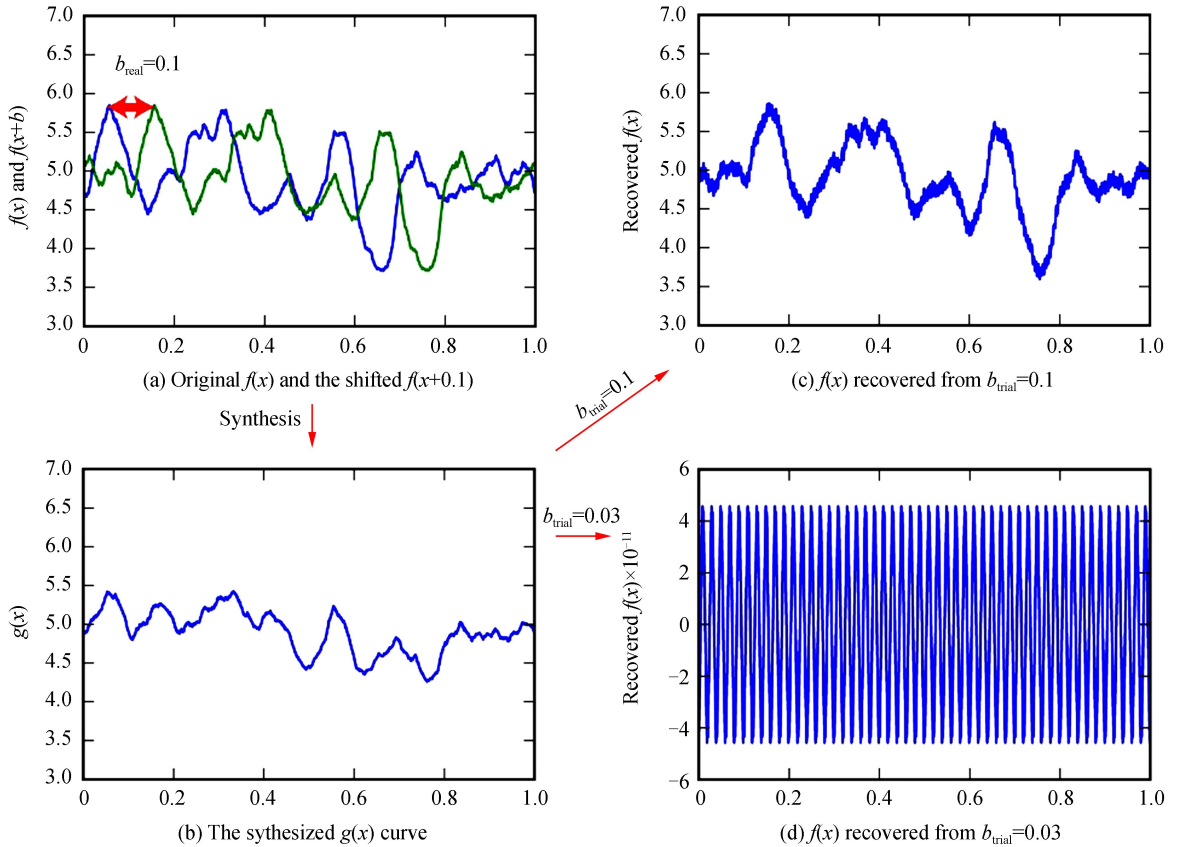 7.0
6.5
6.0
5.5
5.0
4.5
4.0
3.5
3.0
f(x) and f(x+b)
b_real=0.1
0 0.2 0.4 0.6 0.8 1.0
(a) Original f(x) and the shifted f(x+0.1)
7.0
6.5
6.0
5.5
5.0
4.5
4.0
3.5
3.0
Recovered f(x)
0 0.2 0.4 0.6 0.8 1.0
(c) f(x) recovered from b_trial=0.1
Synthesis
b_trial=0.1
7.0
6.5
6.0
5.5
5.0
4.5
4.0
3.5
3.0
g(x)
0 0.2 0.4 0.6 0.8 1.0
(b) The sythesized g(x) curve
b_trial=0.03
6
4
2
0
−2
−4
−6
Recovered f(x)×10⁻¹¹
0 0.2 0.4 0.6 0.8 1.0
(d) f(x) recovered from b_trial=0.03